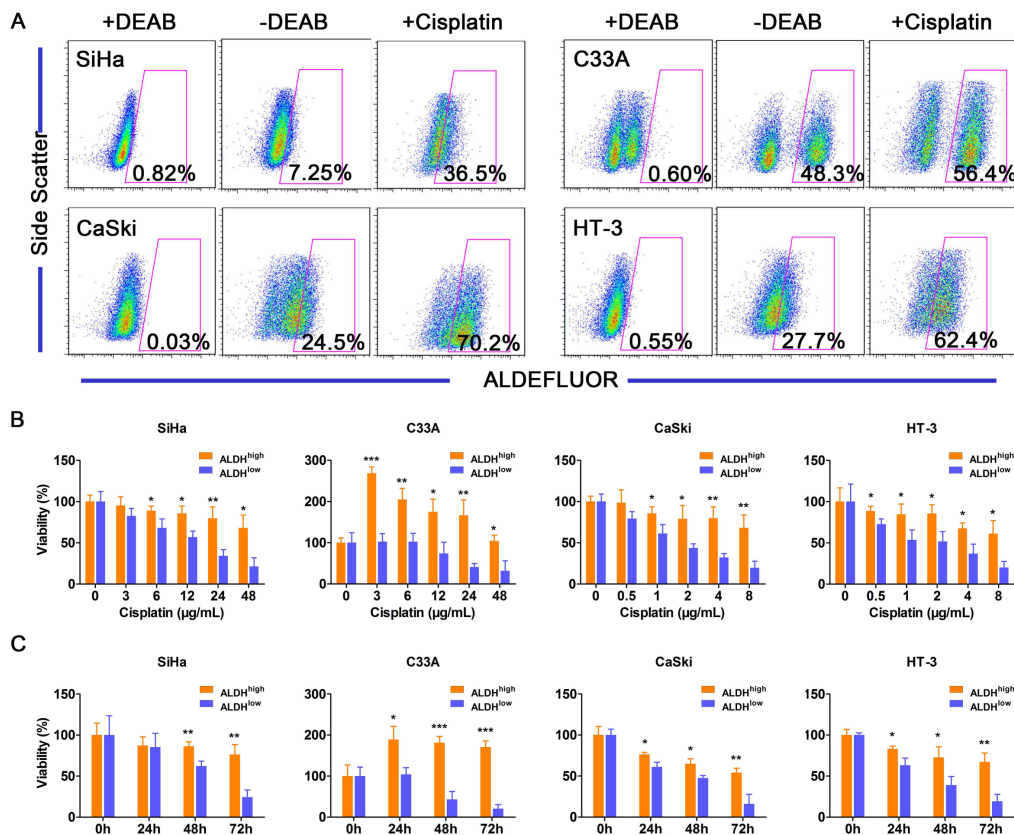 A
+DEAB -DEAB +Cisplatin +DEAB -DEAB +Cisplatin
Side Scatter
SiHa
0.82%
7.25%
36.5%
C33A
0.60%
48.3%
56.4%
CaSki
0.03%
24.5%
70.2%
HT-3
0.55%
27.7%
62.4%
ALDEFLUOR
B
SiHa
Viability (%)
150
100
50
0
ALDHhigh
ALDHlow
* * ** *
0 3 6 12 24 48
Cisplatin (µg/mL)
C33A
300
200
100
0
ALDHhigh
ALDHlow
*** ** * ** *
0 3 6 12 24 48
Cisplatin (µg/mL)
CaSki
150
100
50
0
ALDHhigh
ALDHlow
* * ** **
0 0.5 1 2 4 8
Cisplatin (µg/mL)
HT-3
150
100
50
0
ALDHhigh
ALDHlow
* * * * *
0 0.5 1 2 4 8
Cisplatin (µg/mL)
C
SiHa
Viability (%)
150
100
50
0
ALDHhigh
ALDHlow
** **
0h 24h 48h 72h
C33A
300
200
100
0
ALDHhigh
ALDHlow
* *** ***
0h 24h 48h 72h
CaSki
150
100
50
0
ALDHhigh
ALDHlow
* * **
0h 24h 48h 72h
HT-3
150
100
50
0
ALDHhigh
ALDHlow
* * **
0h 24h 48h 72h